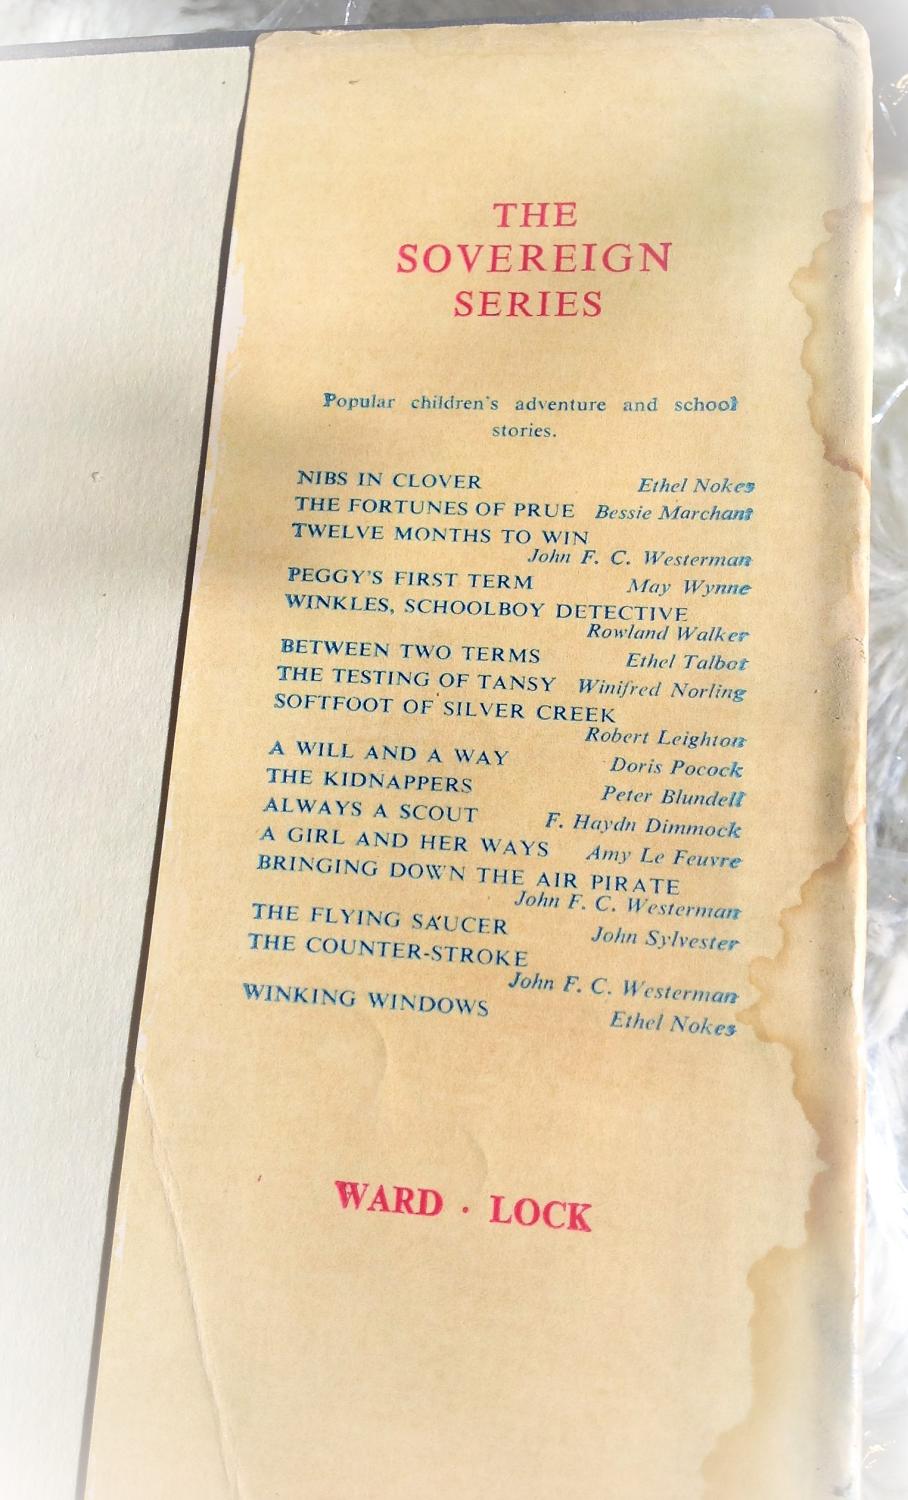 THE
SOVEREIGN
SERIES
Popular children's adventure and school
stories.
NIBS IN CLOVER Ethel Nokes
THE FORTUNES OF PRUE Bessie Marchant
TWELVE MONTHS TO WIN
John F. C. Westerman
PEGGY'S FIRST TERM May Wynne
WINKLES, SCHOOLBOY DETECTIVE
Rowland Walker
BETWEEN TWO TERMS Ethel Talbot
THE TESTING OF TANSY Winifred Norling
SOFTFOOT OF SILVER CREEK
Robert Leighton
A WILL AND A WAY Doris Pocock
THE KIDNAPPERS Peter Blundell
ALWAYS A SCOUT F. Haydn Dimmock
A GIRL AND HER WAYS Amy Le Feuvre
BRINGING DOWN THE AIR PIRATE
John F. C. Westerman
THE FLYING SAUCER John Sylvester
THE COUNTER-STROKE
John F. C. Westerman
WINKING WINDOWS Ethel Nokes
WARD · LOCK